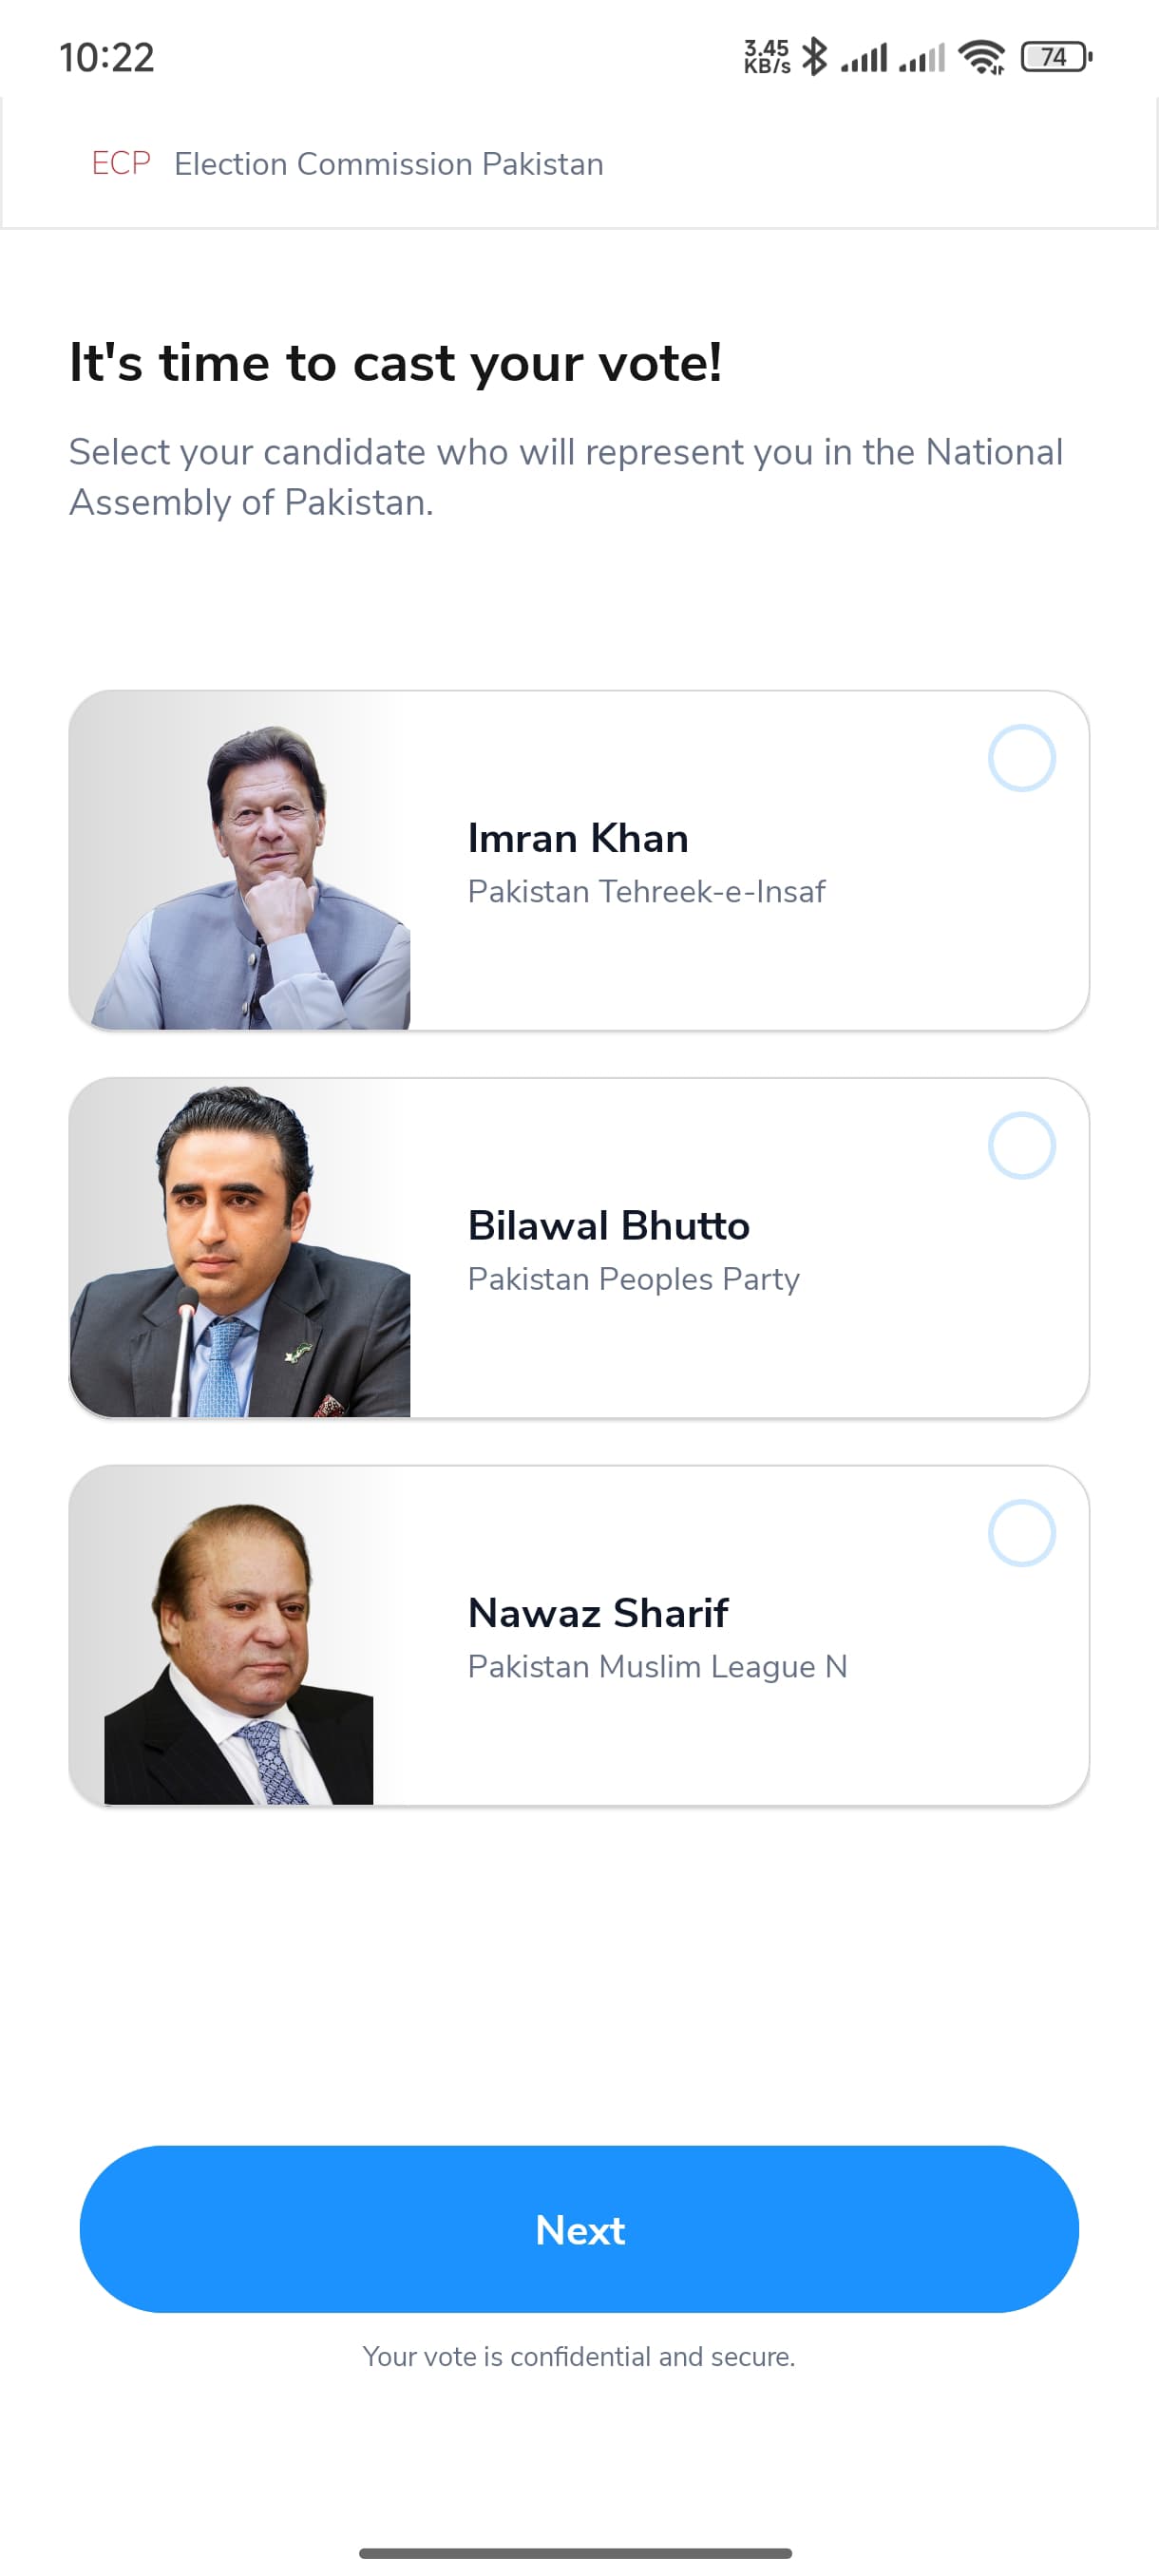 10:22
3.45
KB/s
74
ECP Election Commission Pakistan
It's time to cast your vote!
Select your candidate who will represent you in the National
Assembly of Pakistan.
Imran Khan
Pakistan Tehreek-e-Insaf
Bilawal Bhutto
Pakistan Peoples Party
Nawaz Sharif
Pakistan Muslim League N
Next
Your vote is confidential and secure.